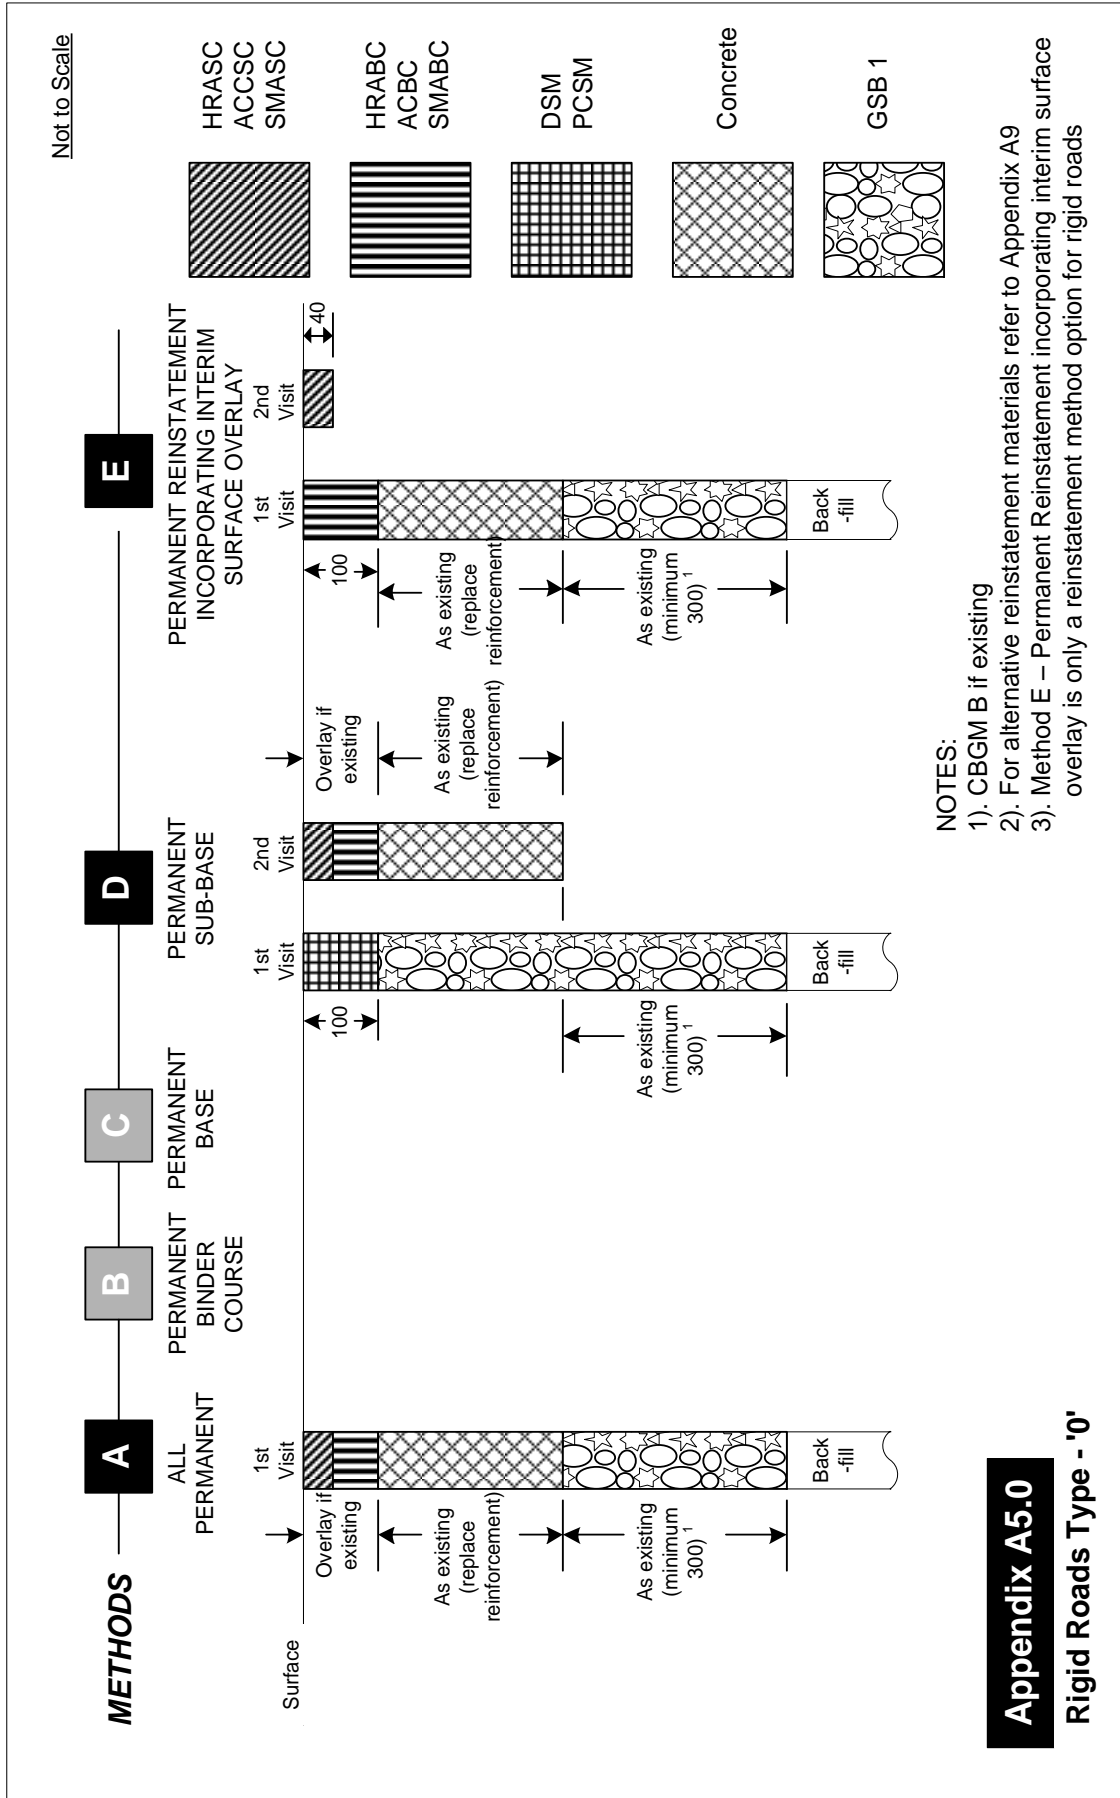 Not to Scale
METHODS
A
B
C
D
E
ALL
PERMANENT
PERMANENT
BINDER
COURSE
PERMANENT
BASE
PERMANENT
SUB-BASE
PERMANENT REINSTATEMENT
INCORPORATING INTERIM
SURFACE OVERLAY
Surface
1st
Visit
Overlay if
existing
As existing
(replace
reinforcement)
As existing
(minimum
300) 1
Back
-fill
1st
Visit
100
As existing
(minimum
300) 1
Back
-fill
2nd
Visit
Overlay if
existing
As existing
(replace
reinforcement)
1st
Visit
100
As existing
(replace
reinforcement)
As existing
(minimum
300) 1
Back
-fill
2nd
Visit
40
HRASC
ACCSC
SMASC
HRABC
ACBC
SMABC
DSM
PCSM
Concrete
GSB 1
NOTES:
1). CBGM B if existing
2). For alternative reinstatement materials refer to Appendix A9
3). Method E – Permanent Reinstatement incorporating interim surface
overlay is only a reinstatement method option for rigid roads
Appendix A5.0
Rigid Roads Type - '0'